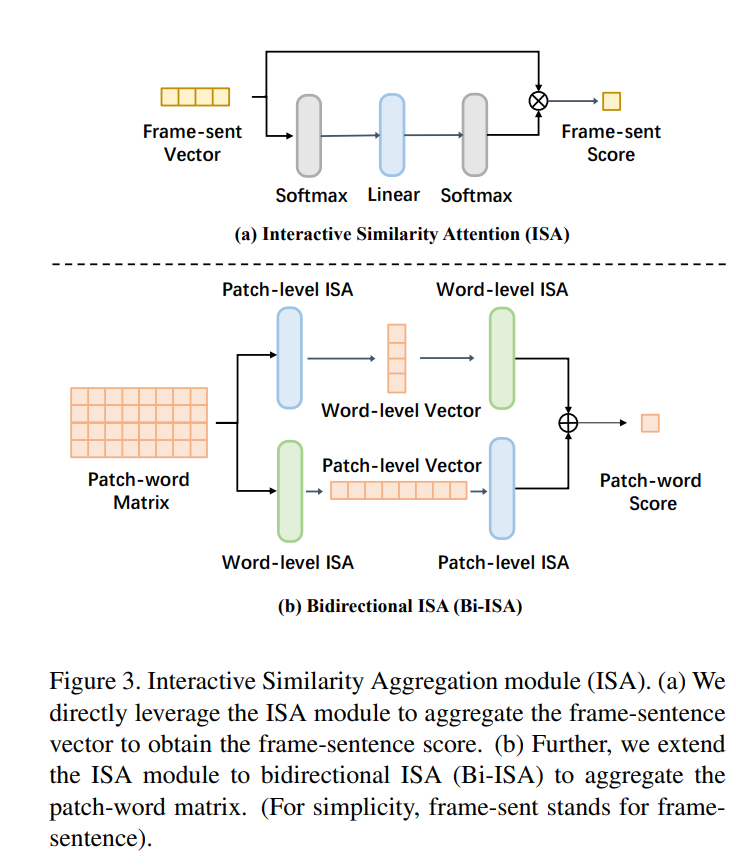 Frame-sent
Vector
Frame-sent
Score
Softmax
Linear
Softmax
(a) Interactive Similarity Attention (ISA)
Patch-level ISA
Word-level ISA
Word-level Vector
Patch-level Vector
Patch-word
Matrix
Patch-word
Score
Word-level ISA
Patch-level ISA
(b) Bidirectional ISA (Bi-ISA)
Figure 3. Interactive Similarity Aggregation module (ISA). (a) We
directly leverage the ISA module to aggregate the frame-sentence
vector to obtain the frame-sentence score. (b) Further, we extend
the ISA module to bidirectional ISA (Bi-ISA) to aggregate the
patch-word matrix. (For simplicity, frame-sent stands for frame-
sentence).